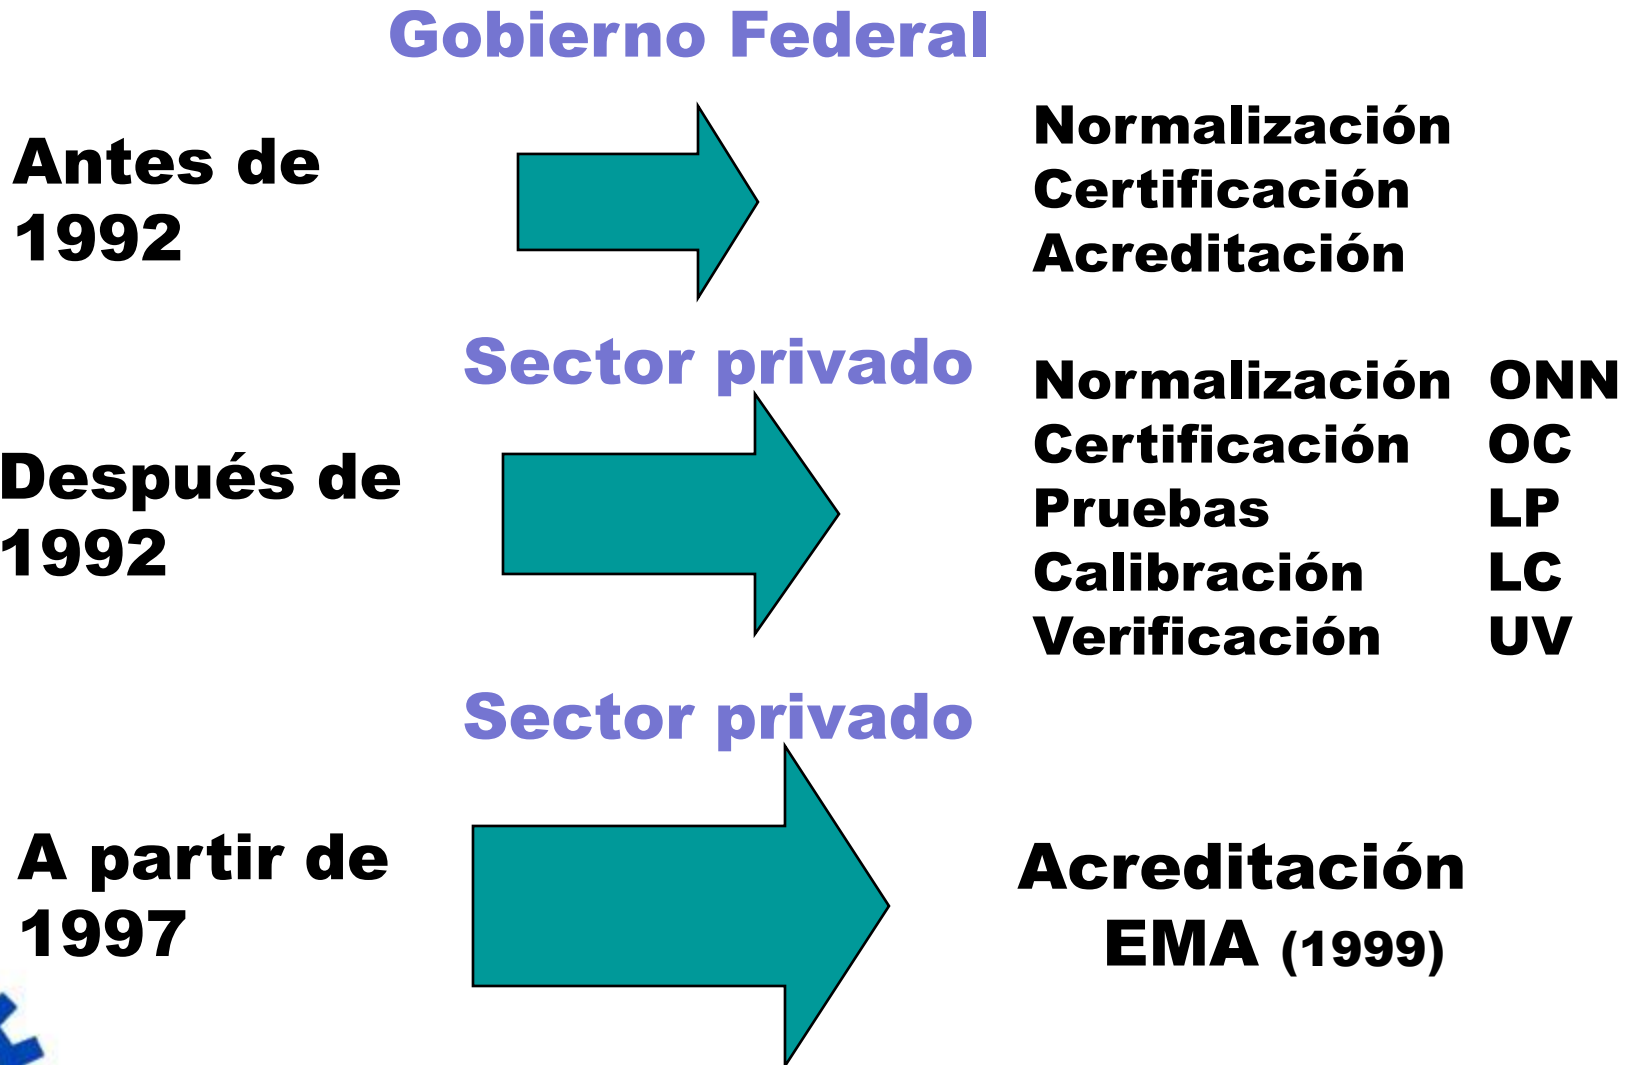 Gobierno Federal
Antes de
1992
Normalización
Certificación
Acreditación
Sector privado
Después de
1992
Normalización ONN
Certificación OC
Pruebas LP
Calibración LC
Verificación UV
Sector privado
A partir de
1997
Acreditación
EMA (1999)